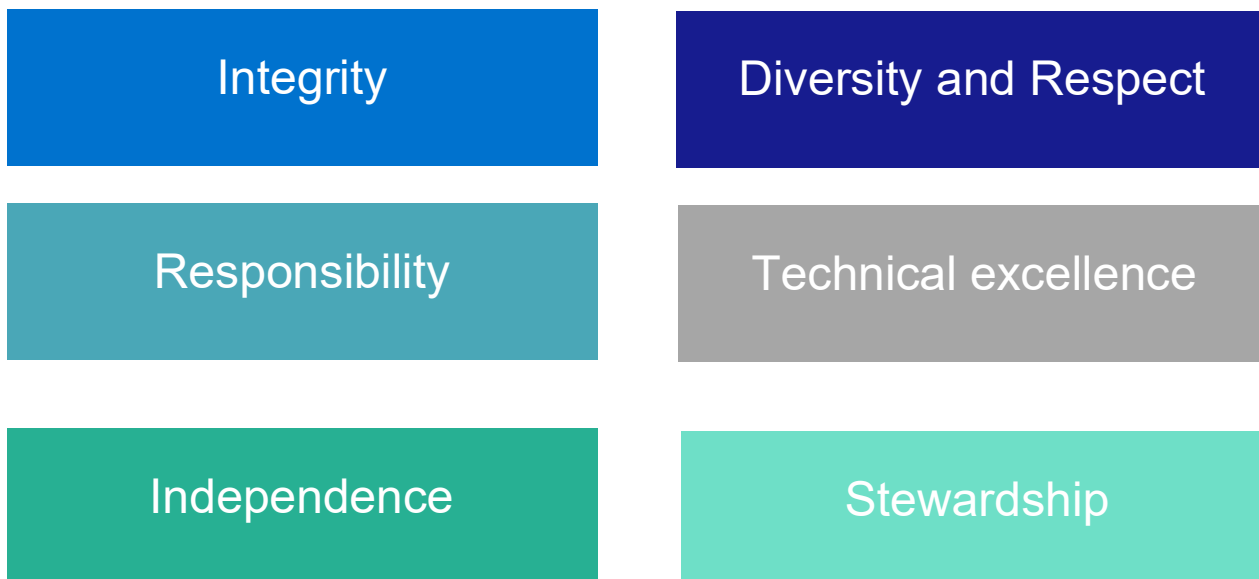 Integrity
Diversity and Respect
Responsibility
Technical excellence
Independence
Stewardship